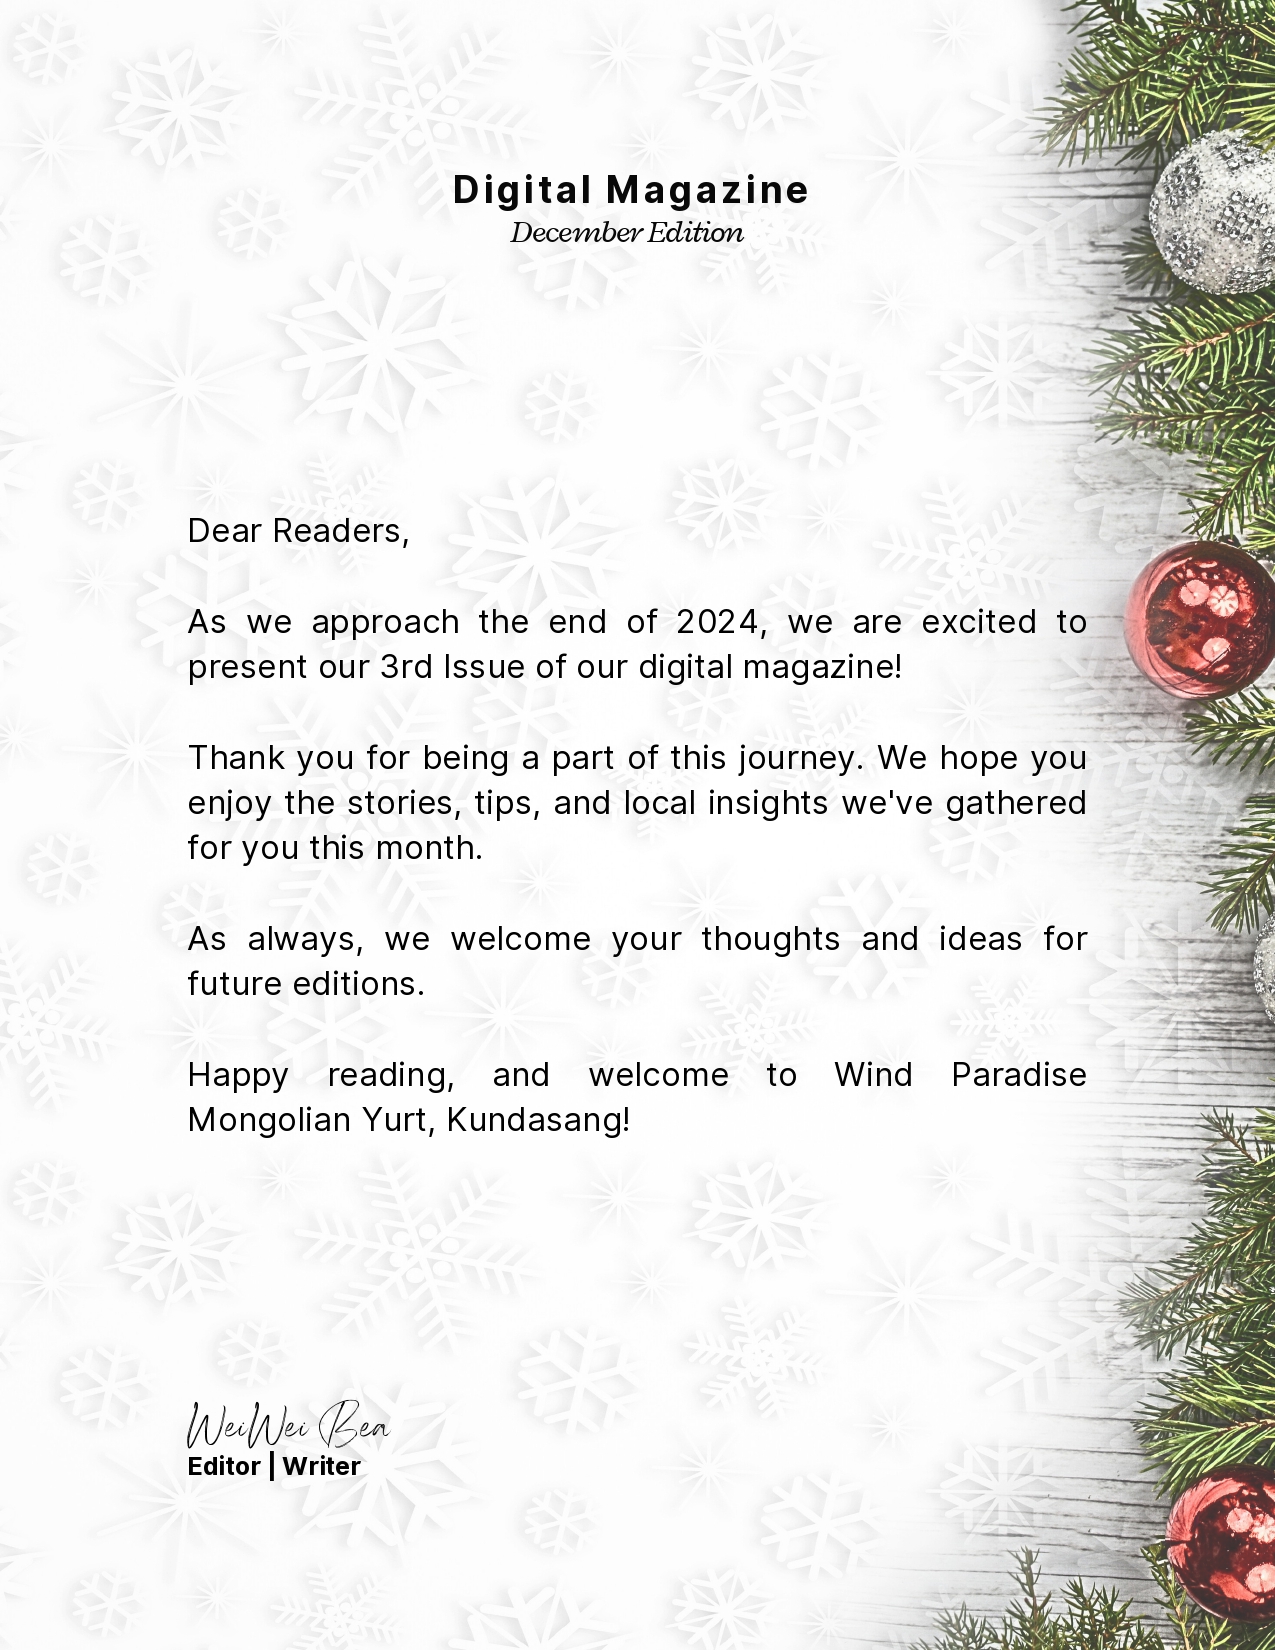 Digital Magazine
December Edition
Dear Readers,
As we approach the end of 2024, we are excited to
present our 3rd Issue of our digital magazine!
Thank you for being a part of this journey. We hope you
enjoy the stories, tips, and local insights we've gathered
for you this month.
As always, we welcome your thoughts and ideas for
future editions.
Happy reading, and welcome to Wind Paradise
Mongolian Yurt, Kundasang!
WeiWei Bea
Editor | Writer